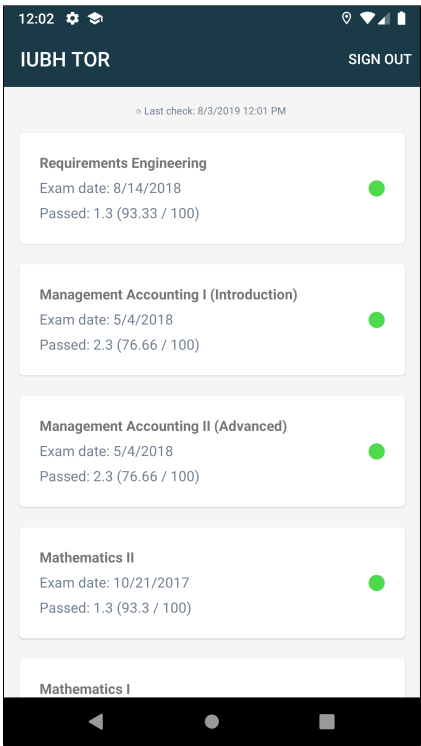 12:02
IUBH TOR
SIGN OUT
Last check: 8/3/2019 12:01 PM
Requirements Engineering
Exam date: 8/14/2018
Passed: 1.3 (93.33 / 100)
Management Accounting I (Introduction)
Exam date: 5/4/2018
Passed: 2.3 (76.66 / 100)
Management Accounting II (Advanced)
Exam date: 5/4/2018
Passed: 2.3 (76.66 / 100)
Mathematics II
Exam date: 10/21/2017
Passed: 1.3 (93.3 / 100)
Mathematics I